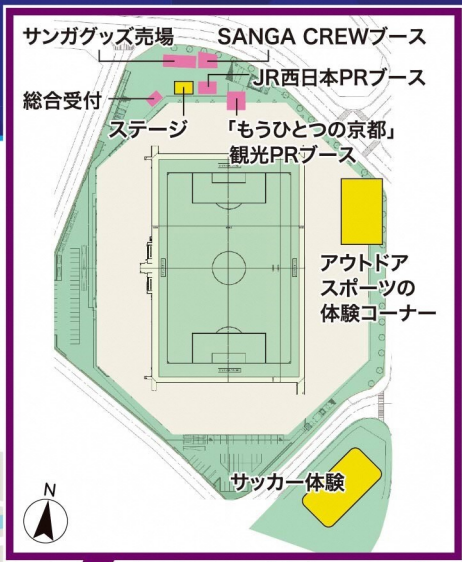 サンガグッズ売場
SANGA CREWブース
JR西日本PRブース
総合受付
ステージ
「もうひとつの京都」
観光PRブース
アウトドア
スポーツの
体験コーナー
サッカー体験
N